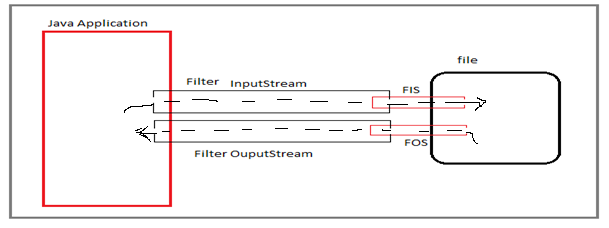 Java Application
file
Filter InputStream
FIS
FOS
Filter OuputStream